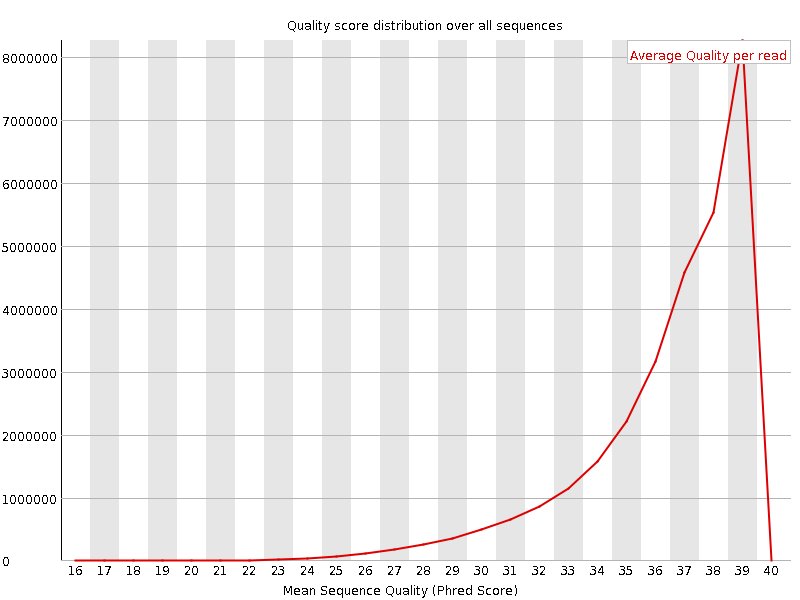 Quality score distribution over all sequences
Average Quality per read
8000000
7000000
6000000
5000000
4000000
3000000
2000000
1000000
0
16 17 18 19 20 21 22 23 24 25 26 27 28 29 30 31 32 33 34 35 36 37 38 39 40
Mean Sequence Quality (Phred Score)